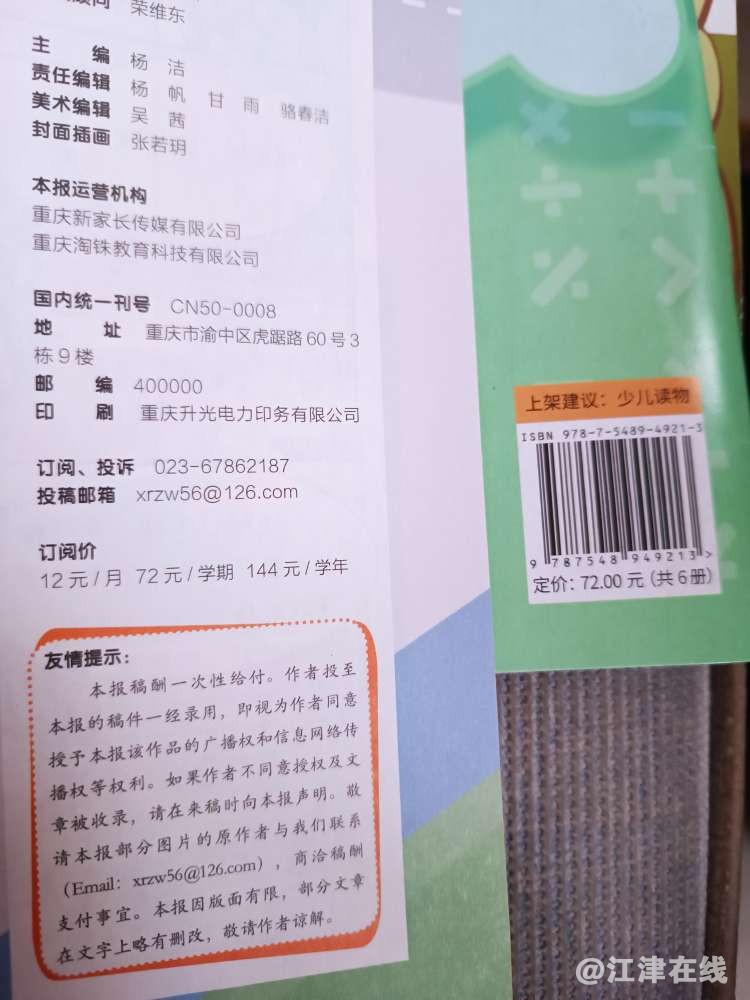 荣维东
主 编 杨 洁
责任编辑 杨 帆 甘 雨 骆春洁
美术编辑 吴 茜
封面插画 张若玥
本报运营机构
重庆新家长传媒有限公司
重庆淘铢教育科技有限公司
国内统一刊号 CN50-0008
地 址 重庆市渝中区虎踞路60号3
栋9楼
邮 编 400000
印 刷 重庆升光电力印务有限公司
订阅、投诉 023-67862187
投稿邮箱 xrzw56@126.com
订阅价
12元/月 72元/学期 144元/学年
友情提示:
本报稿酬一次性给付。作者投至
本报的稿件一经录用,即视为作者同意
授予本报该作品的广播权和信息网络传
播权等权利。如果作者不同意授权及文
章被收录,请在来稿时向本报声明。敬
请本报部分图片的原作者与我们联系
(Email:xrzw56@126.com),商洽稿酬
支付事宜。本报因版面有限,部分文章
在文字上略有删改,敬请作者谅解。
× −
÷ +
% <
上架建议:少儿读物
ISBN 978-7-5489-4921-3
9 787548 949213 >
定价:72.00元(共6册)
@江津在线